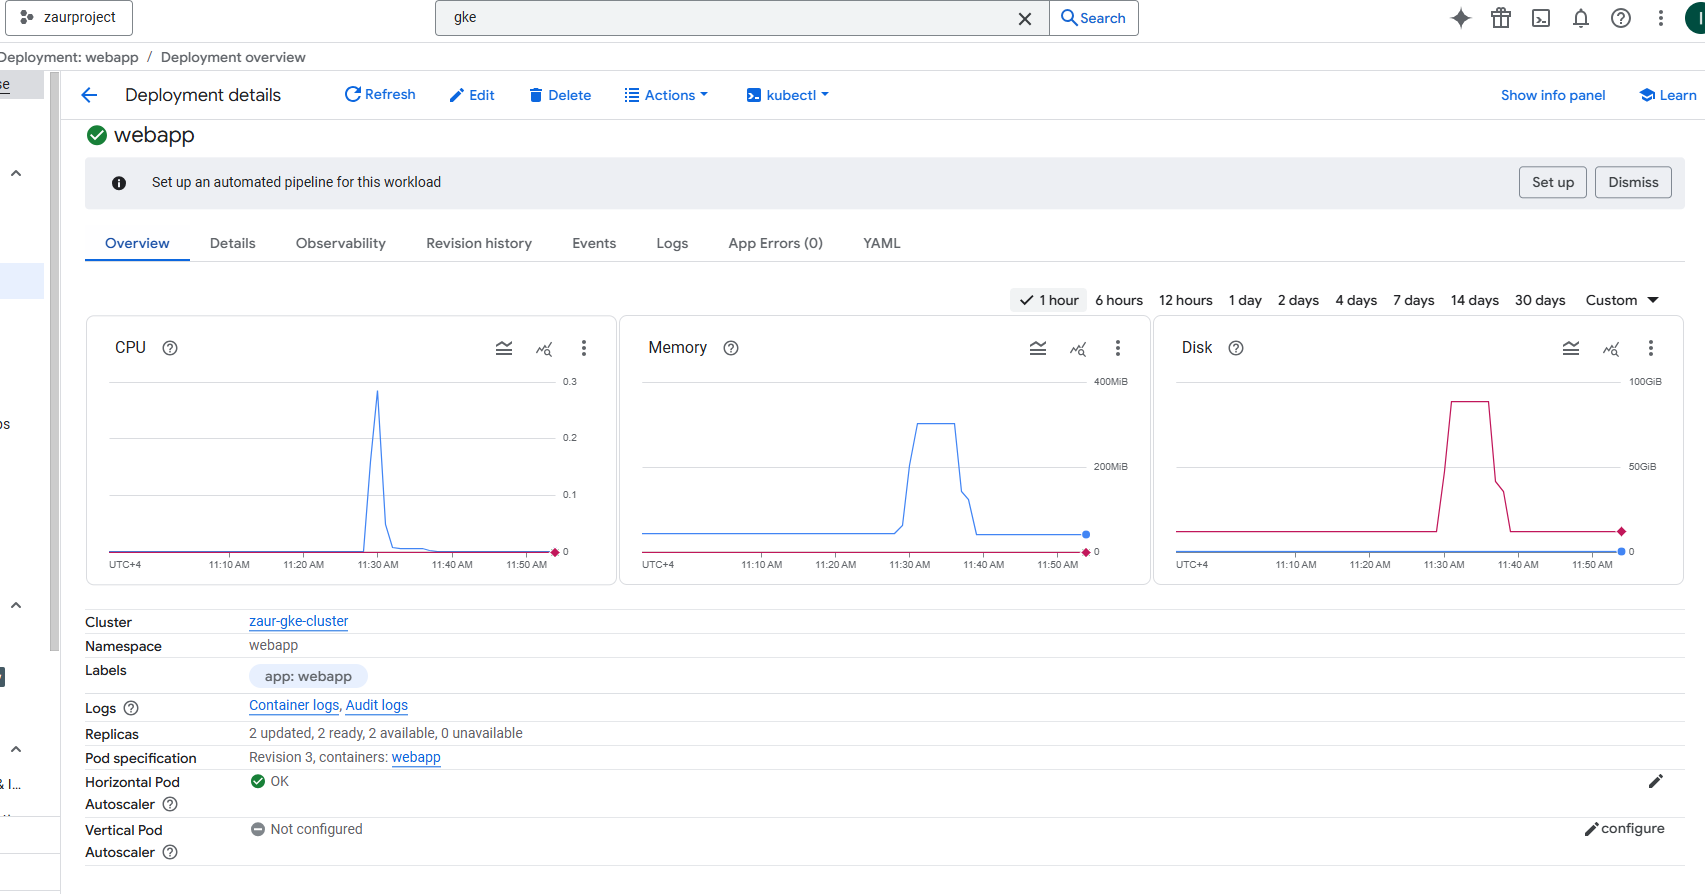 zaurproject
gke
Search
Deployment: webapp / Deployment overview
Deployment details
Refresh
Edit
Delete
Actions
kubectl
Show info panel
Learn
webapp
Set up an automated pipeline for this workload
Set up
Dismiss
Overview
Details
Observability
Revision history
Events
Logs
App Errors (0)
YAML
1 hour
6 hours
12 hours
1 day
2 days
4 days
7 days
14 days
30 days
Custom
CPU
0.3
0.2
0.1
0
UTC+4
11:10 AM
11:20 AM
11:30 AM
11:40 AM
11:50 AM
Memory
400MiB
200MiB
0
UTC+4
11:10 AM
11:20 AM
11:30 AM
11:40 AM
11:50 AM
Disk
100GiB
50GiB
0
UTC+4
11:10 AM
11:20 AM
11:30 AM
11:40 AM
11:50 AM
Cluster
zaur-gke-cluster
Namespace
webapp
Labels
app: webapp
Logs
Container logs, Audit logs
Replicas
2 updated, 2 ready, 2 available, 0 unavailable
Pod specification
Revision 3, containers: webapp
Horizontal Pod
Autoscaler
OK
Vertical Pod
Autoscaler
Not configured
configure